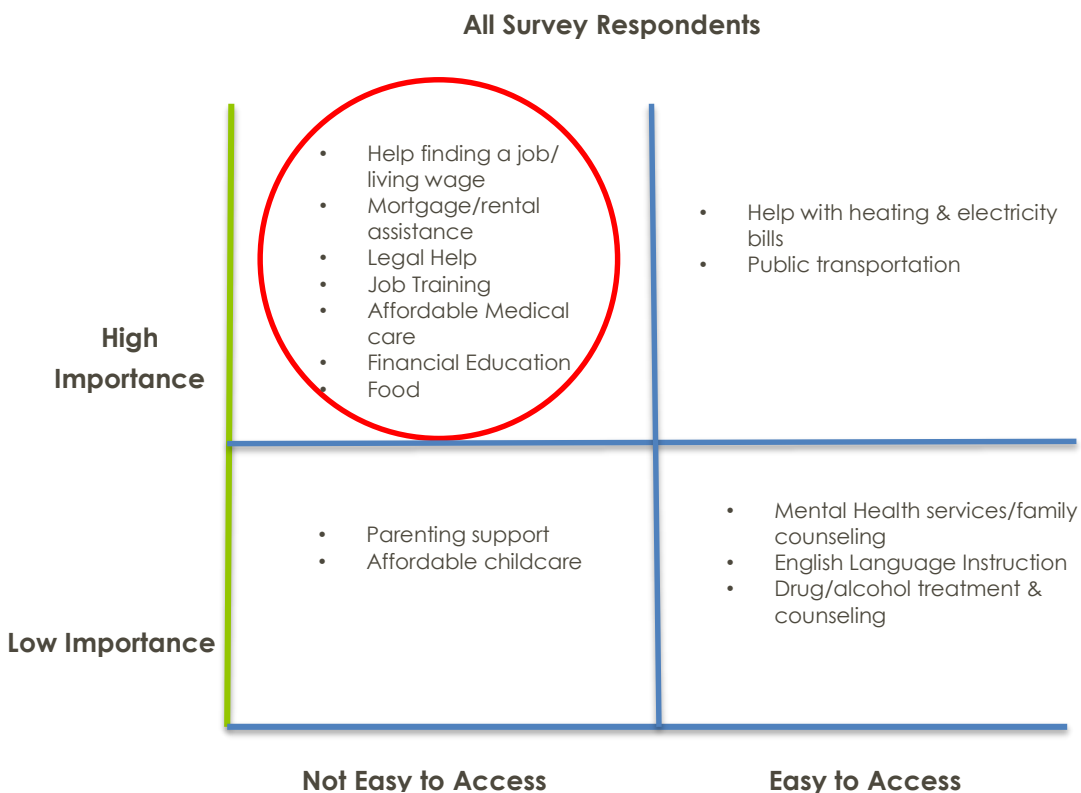 All Survey Respondents
• Help finding a job/
living wage
• Mortgage/rental
assistance
• Legal Help
• Job Training
• Affordable Medical
care
• Financial Education
• Food
• Help with heating & electricity
bills
• Public transportation
High
Importance
• Parenting support
• Affordable childcare
• Mental Health services/family
counseling
• English Language Instruction
• Drug/alcohol treatment &
counseling
Low Importance
Not Easy to Access
Easy to Access